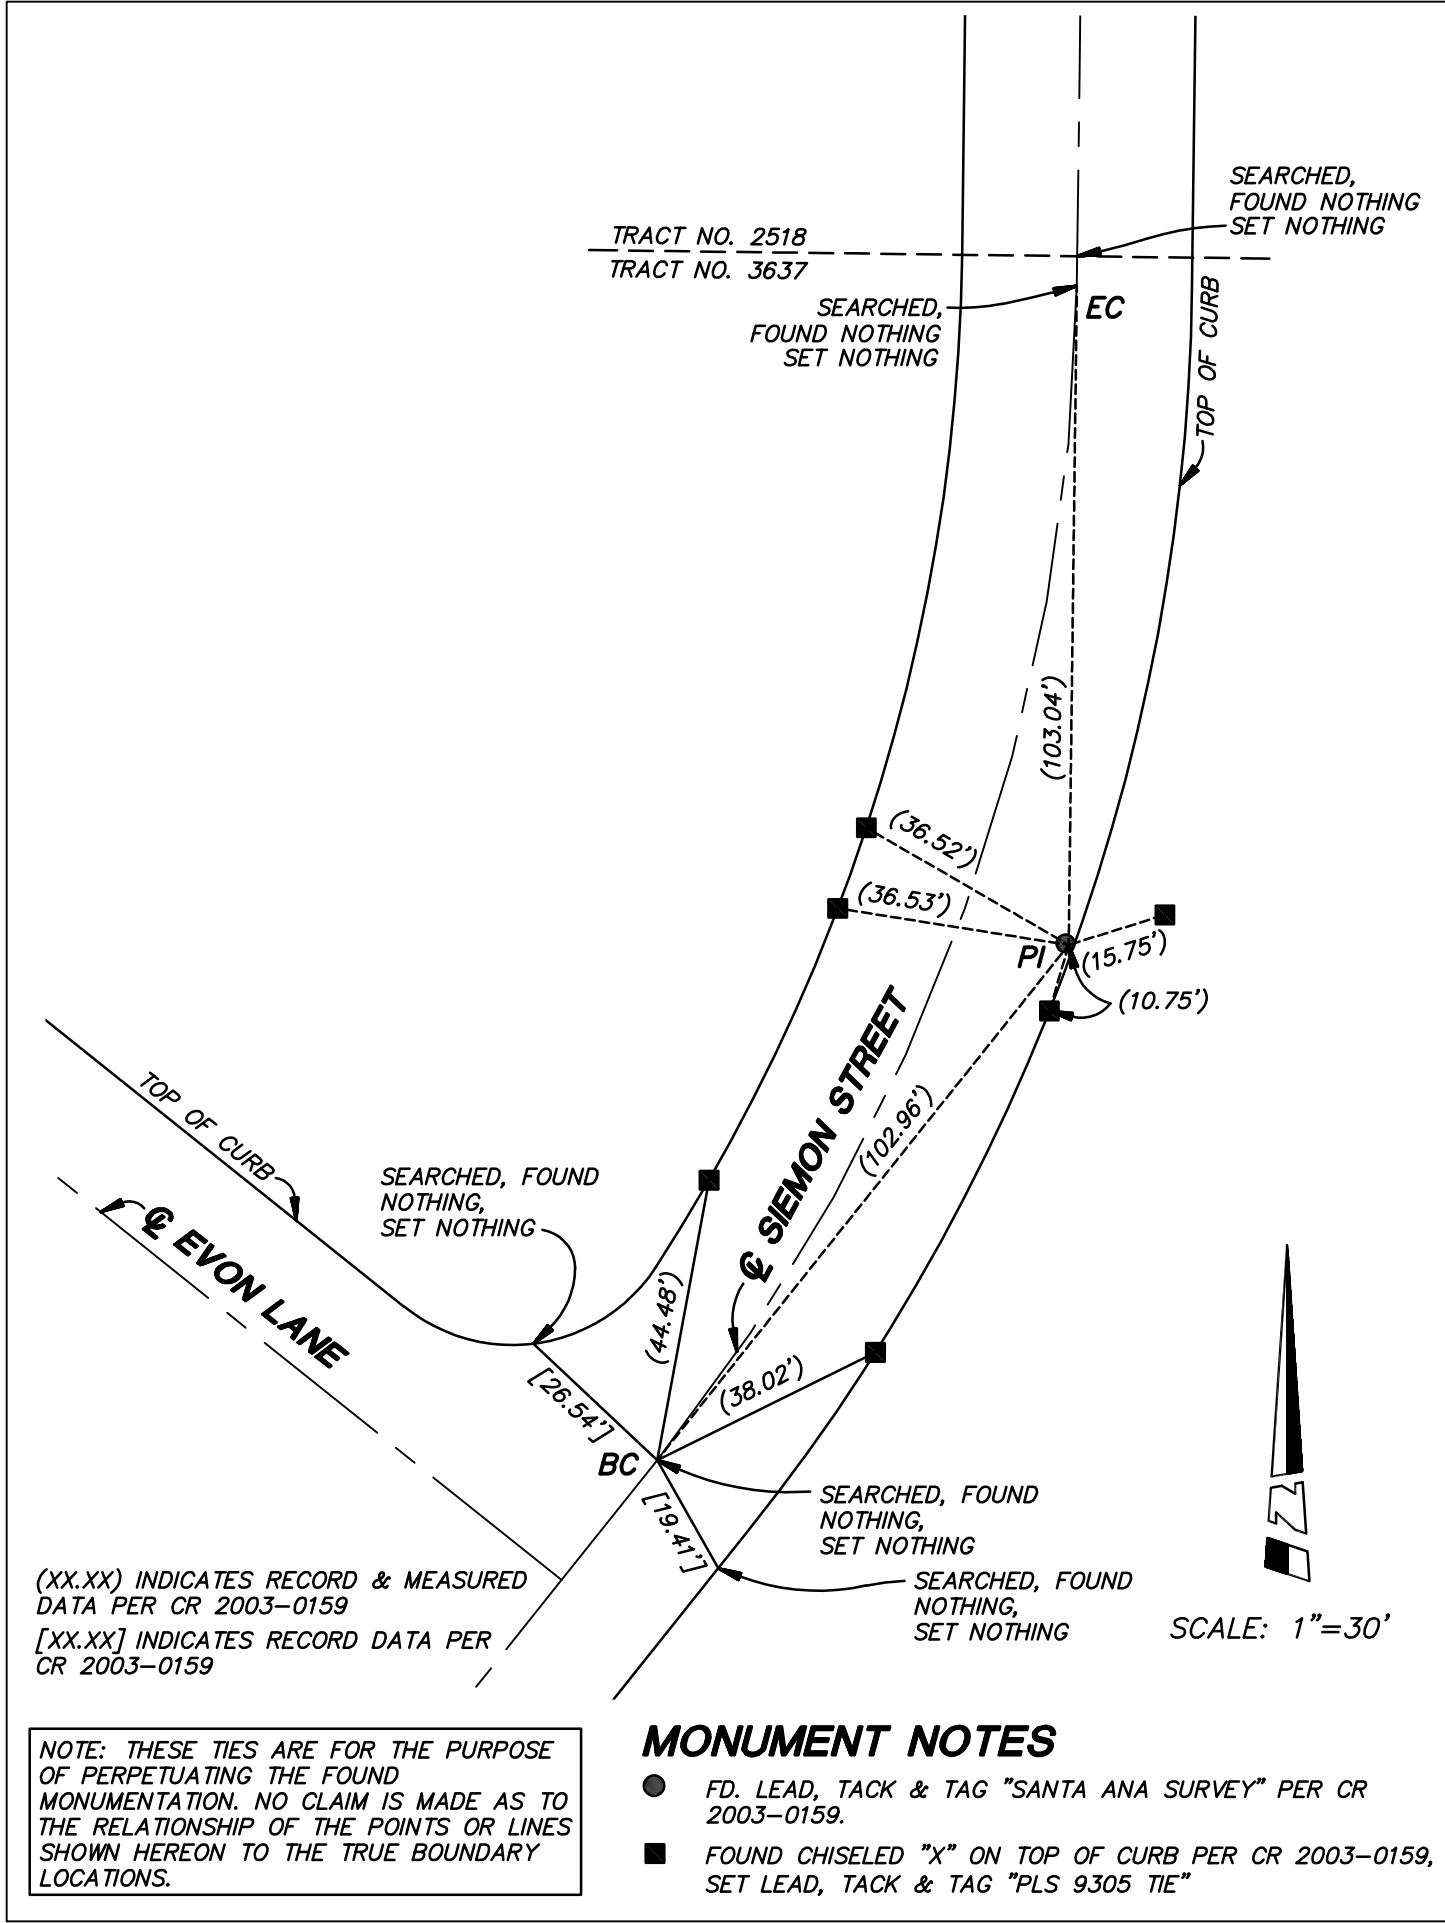 SEARCHED,
FOUND NOTHING
SET NOTHING
TRACT NO. 2518
TRACT NO. 3637
SEARCHED,
FOUND NOTHING
SET NOTHING
EC
TOP OF CURB
(103.04')
(36.52')
(36.53')
PI
(15.75')
(10.75')
℄ SIEMON STREET
(102.96')
TOP OF CURB
SEARCHED, FOUND
NOTHING,
SET NOTHING
℄ EVON LANE
(44.48')
(38.02')
[26.54']
BC
[19.41']
SEARCHED, FOUND
NOTHING,
SET NOTHING
SEARCHED, FOUND
NOTHING,
SET NOTHING
N
SCALE: 1"=30'
(XX.XX) INDICATES RECORD & MEASURED
DATA PER CR 2003-0159
[XX.XX] INDICATES RECORD DATA PER
CR 2003-0159
NOTE: THESE TIES ARE FOR THE PURPOSE
OF PERPETUATING THE FOUND
MONUMENTATION. NO CLAIM IS MADE AS TO
THE RELATIONSHIP OF THE POINTS OR LINES
SHOWN HEREON TO THE TRUE BOUNDARY
LOCATIONS.
MONUMENT NOTES
FD. LEAD, TACK & TAG "SANTA ANA SURVEY" PER CR
2003-0159.
FOUND CHISELED "X" ON TOP OF CURB PER CR 2003-0159,
SET LEAD, TACK & TAG "PLS 9305 TIE"